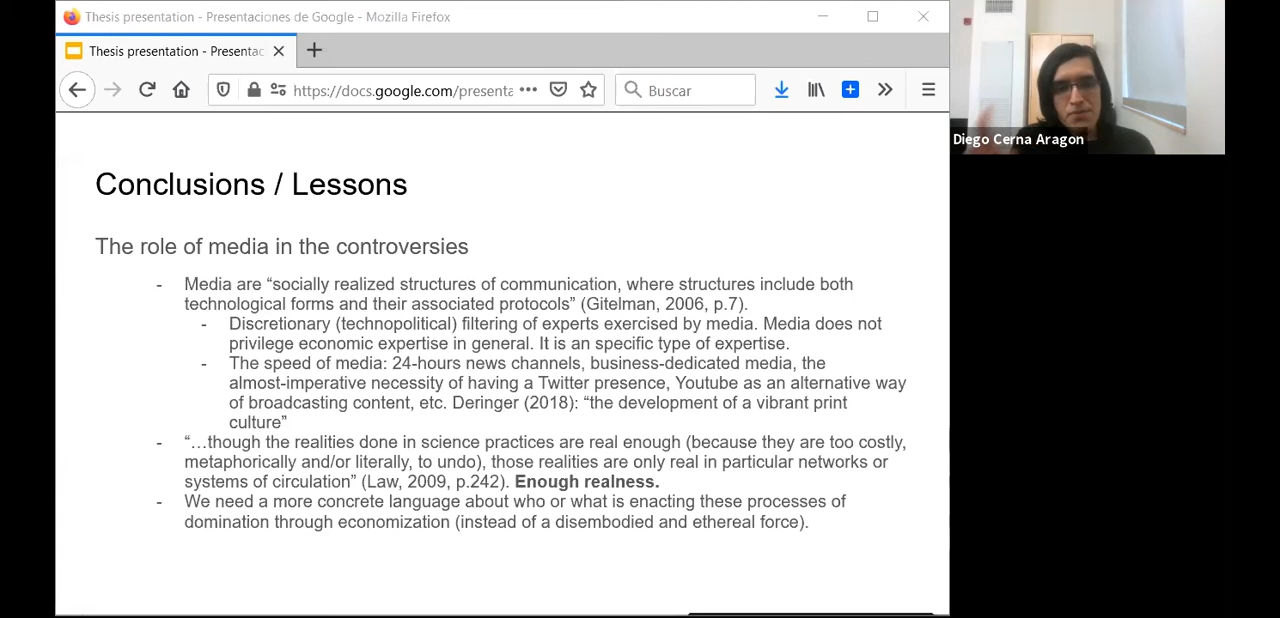 Thesis presentation - Presentaciones de Google - Mozilla Firefox
Thesis presentation - Presentac
https://docs.google.com/presenta
Buscar
Diego Cerna Aragon
Conclusions / Lessons
The role of media in the controversies
- Media are “socially realized structures of communication, where structures include both
technological forms and their associated protocols” (Gitelman, 2006, p.7).
- Discretionary (technopolitical) filtering of experts exercised by media. Media does not
privilege economic expertise in general. It is an specific type of expertise.
- The speed of media: 24-hours news channels, business-dedicated media, the
almost-imperative necessity of having a Twitter presence, Youtube as an alternative way
of broadcasting content, etc. Deringer (2018): “the development of a vibrant print
culture”
- “…though the realities done in science practices are real enough (because they are too costly,
metaphorically and/or literally, to undo), those realities are only real in particular networks or
systems of circulation” (Law, 2009, p.242). Enough realness.
- We need a more concrete language about who or what is enacting these processes of
domination through economization (instead of a disembodied and ethereal force).